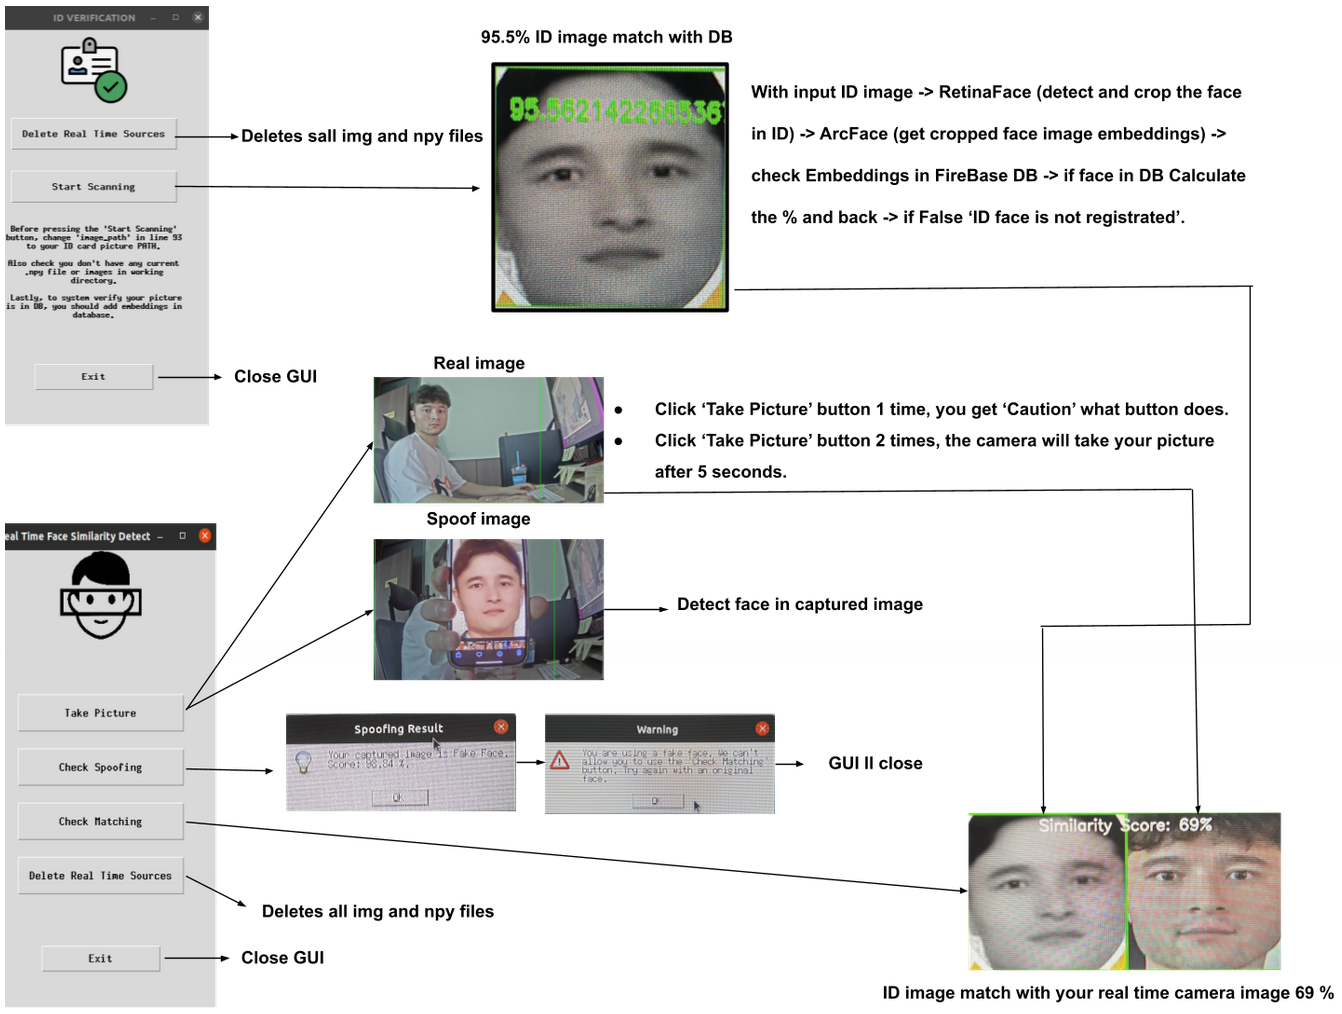 ID VERIFICATION
Delete Real Time Sources
Start Scanning
Before pressing the 'Start Scanning'
button, change 'image_path' in line 93
to your ID card picture PATH.
Also check you don't have any current
.npy file or images in working
directory.
Lastly, to system verify your picture
is in DB, you should add embeddings in
database.
Exit
Deletes sall img and npy files
Close GUI
95.5% ID image match with DB
95.562142266536
With input ID image -> RetinaFace (detect and crop the face
in ID) -> ArcFace (get cropped face image embeddings) ->
check Embeddings in FireBase DB -> if face in DB Calculate
the % and back -> if False ‘ID face is not registrated’.
Real image
● Click ‘Take Picture’ button 1 time, you get ‘Caution’ what button does.
● Click ‘Take Picture’ button 2 times, the camera will take your picture
after 5 seconds.
Spoof image
Detect face in captured image
eal Time Face Similarity Detect
Take Picture
Check Spoofing
Check Matching
Delete Real Time Sources
Exit
Spoofing Result
Your captured image is Fake Face.
Score: 98.84 %.
Ok
Warning
You are using a fake face. We can't
allow you to use the 'Check Matching'
button. Try again with an original
face.
Ok
GUI II close
Deletes all img and npy files
Close GUI
Similarity Score: 69%
ID image match with your real time camera image 69 %